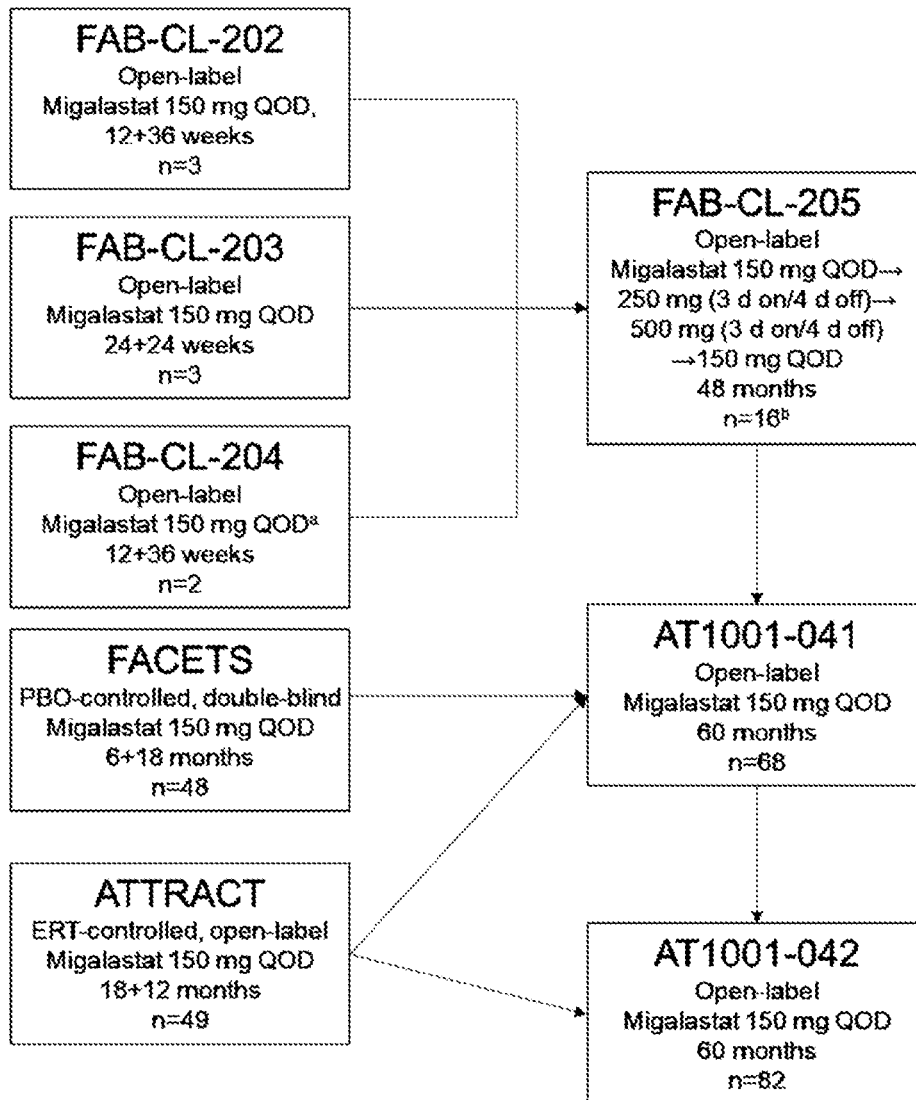 FAB-CL-202
Open-label
Migalastat 150 mg QOD,
12+36 weeks
n=3
FAB-CL-203
Open-label
Migalastat 150 mg QOD
24+24 weeks
n=3
FAB-CL-204
Open-label
Migalastat 150 mg QODᵃ
12+36 weeks
n=2
FACETS
PBO-controlled, double-blind
Migalastat 150 mg QOD
6+18 months
n=48
ATTRACT
ERT-controlled, open-label
Migalastat 150 mg QOD
18+12 months
n=49
FAB-CL-205
Open-label
Migalastat 150 mg QOD→
250 mg (3 d on/4 d off)→
500 mg (3 d on/4 d off)
→150 mg QOD
48 months
n=16ᵇ
AT1001-041
Open-label
Migalastat 150 mg QOD
60 months
n=68
AT1001-042
Open-label
Migalastat 150 mg QOD
60 months
n=82